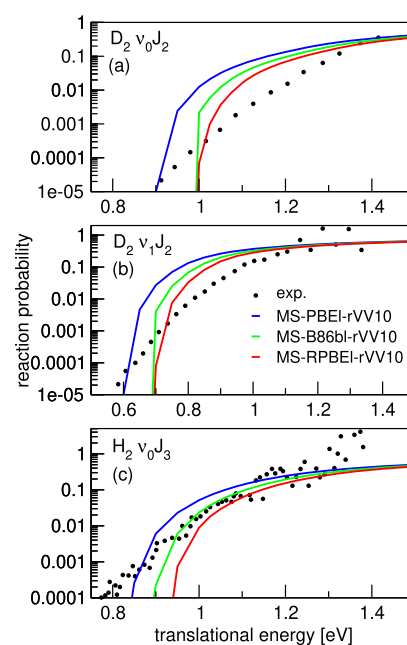 D₂ ν₀J₂
(a)
1
0.1
0.01
0.001
0.0001
1e-05
0.8
1
1.2
1.4
D₂ ν₁J₂
(b)
1
0.1
0.01
0.001
0.0001
1e-05
0.6
0.8
1
1.2
1.4
exp.
MS-PBEl-rVV10
MS-B86bl-rVV10
MS-RPBEl-rVV10
reaction probability
H₂ ν₀J₃
(c)
1
0.1
0.01
0.001
0.0001
0.8
1
1.2
1.4
translational energy [eV]